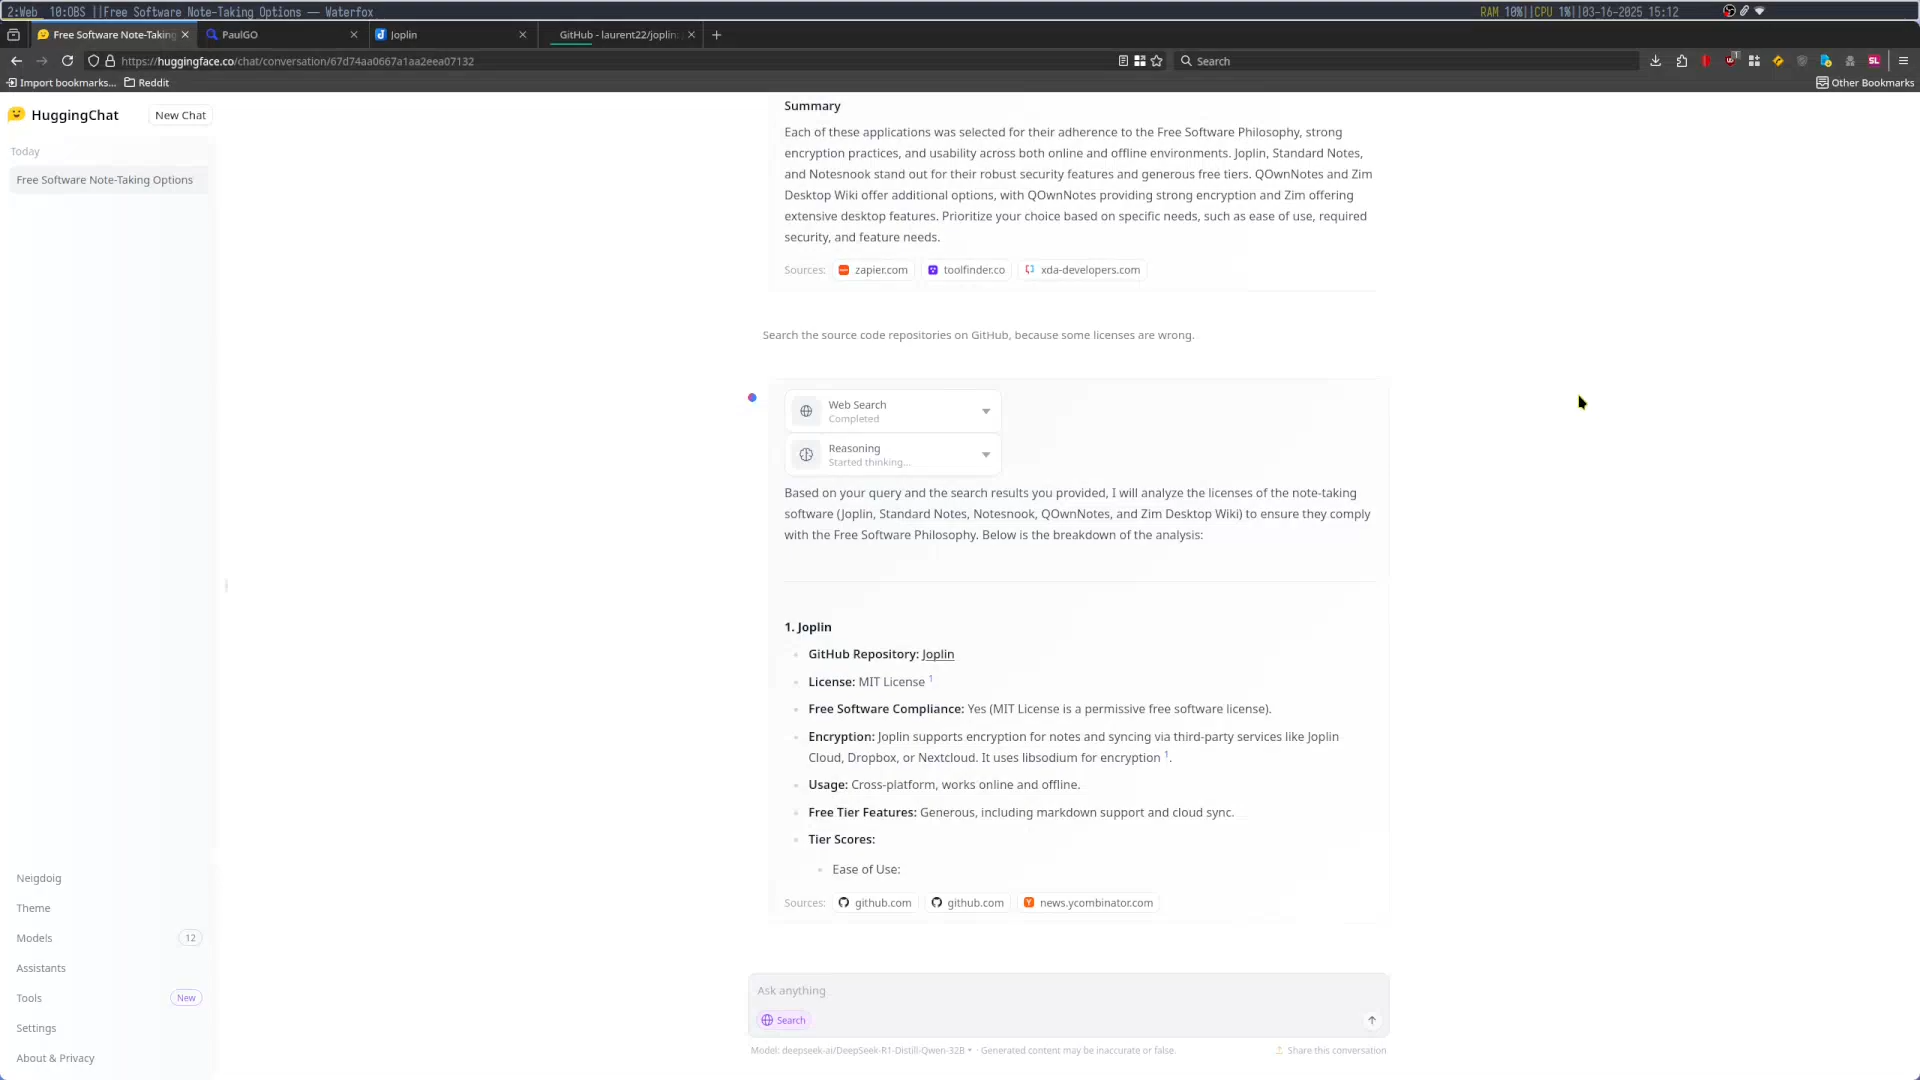 2:Web 10:OBS ||Free Software Note-Taking Options — Waterfox
RAM 10%||CPU 1%||03-16-2025 15:12
Free Software Note-Taking
PaulGO
Joplin
GitHub - laurent22/joplin:
https://huggingface.co/chat/conversation/67d74aa0667a1aa2eea07132
Search
Import bookmarks...
Reddit
Other Bookmarks
HuggingChat
New Chat
Today
Free Software Note-Taking Options
Summary
Each of these applications was selected for their adherence to the Free Software Philosophy, strong
encryption practices, and usability across both online and offline environments. Joplin, Standard Notes,
and Notesnook stand out for their robust security features and generous free tiers. QOwnNotes and Zim
Desktop Wiki offer additional options, with QOwnNotes providing strong encryption and Zim offering
extensive desktop features. Prioritize your choice based on specific needs, such as ease of use, required
security, and feature needs.
Sources: zapier.com toolfinder.co xda-developers.com
Search the source code repositories on GitHub, because some licenses are wrong.
Web Search
Completed
Reasoning
Started thinking...
Based on your query and the search results you provided, I will analyze the licenses of the note-taking
software (Joplin, Standard Notes, Notesnook, QOwnNotes, and Zim Desktop Wiki) to ensure they comply
with the Free Software Philosophy. Below is the breakdown of the analysis:
1. Joplin
GitHub Repository: Joplin
License: MIT License 1
Free Software Compliance: Yes (MIT License is a permissive free software license).
Encryption: Joplin supports encryption for notes and syncing via third-party services like Joplin
Cloud, Dropbox, or Nextcloud. It uses libsodium for encryption 1.
Usage: Cross-platform, works online and offline.
Free Tier Features: Generous, including markdown support and cloud sync.
Tier Scores:
Ease of Use:
Sources: github.com github.com news.ycombinator.com
Neigdoig
Theme
Models 12
Assistants
Tools New
Settings
About & Privacy
Ask anything
Search
Model: deepseek-ai/DeepSeek-R1-Distill-Qwen-32B · Generated content may be inaccurate or false.
Share this conversation